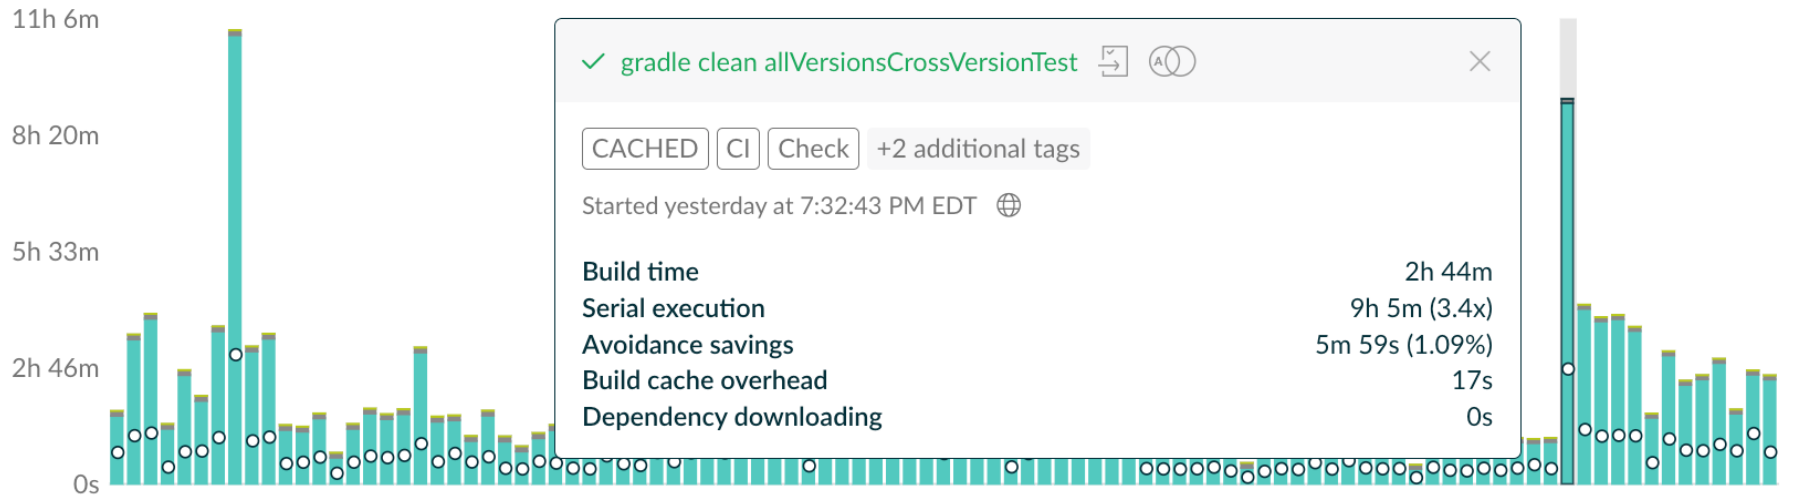 11h 6m
8h 20m
5h 33m
2h 46m
0s
gradle clean allVersionsCrossVersionTest
A
CACHED CI Check +2 additional tags
Started yesterday at 7:32:43 PM EDT
Build time 2h 44m
Serial execution 9h 5m (3.4x)
Avoidance savings 5m 59s (1.09%)
Build cache overhead 17s
Dependency downloading 0s